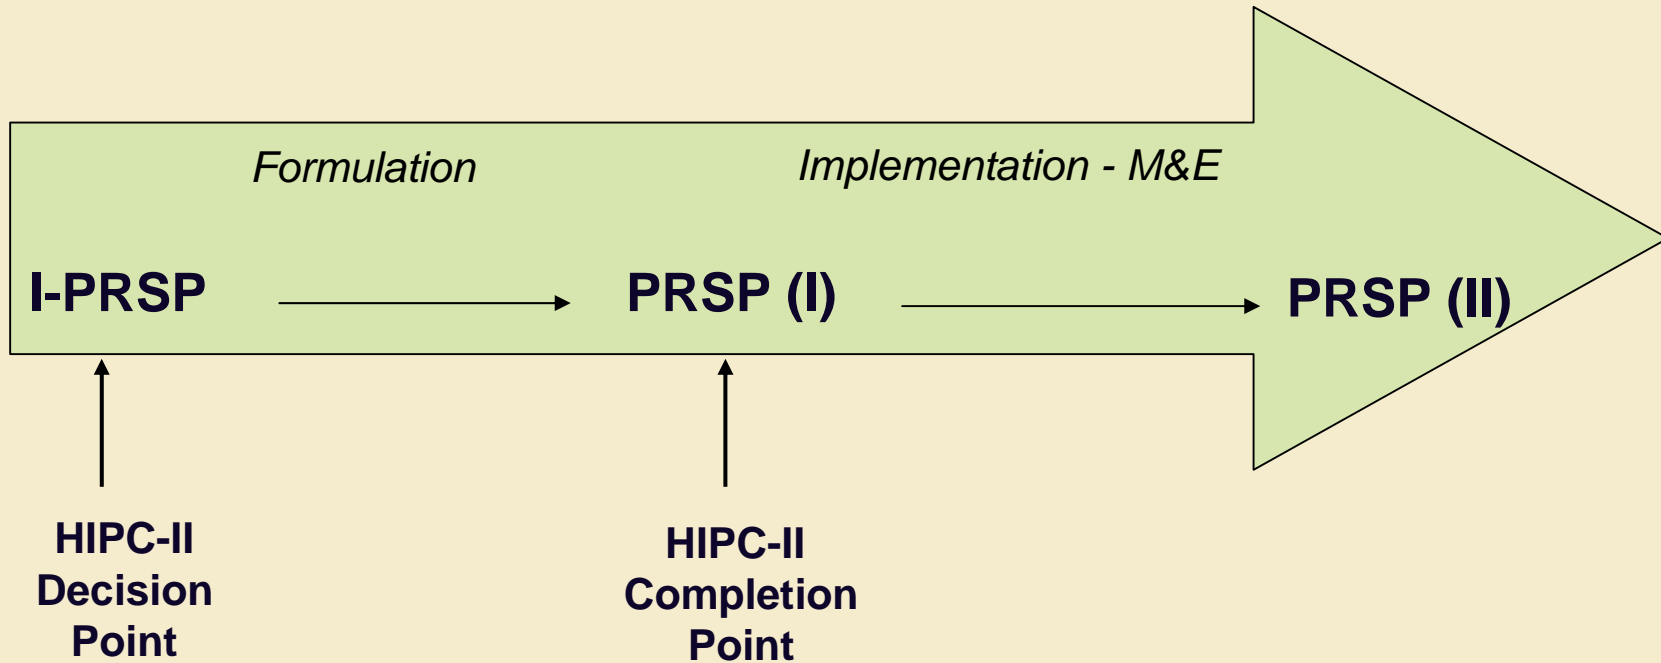 Formulation
Implementation - M&E
I-PRSP
PRSP (I)
PRSP (II)
HIPC-II
Decision
Point
HIPC-II
Completion
Point